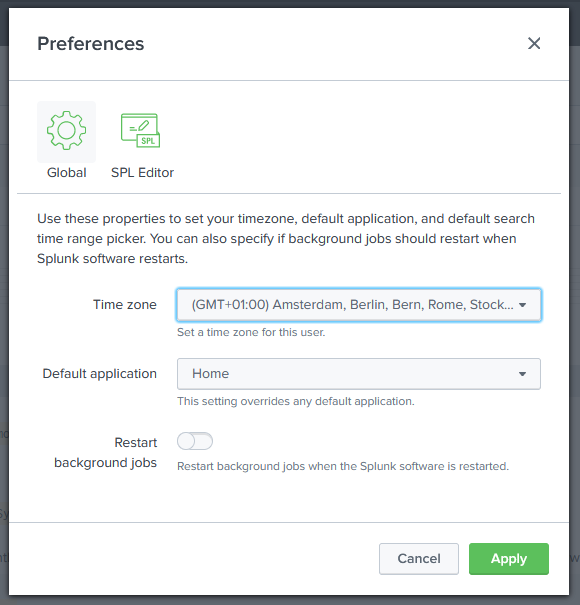 Preferences
SPL
Global
SPL Editor
Use these properties to set your timezone, default application, and default search
time range picker. You can also specify if background jobs should restart when
Splunk software restarts.
Time zone
(GMT+01:00) Amsterdam, Berlin, Bern, Rome, Stock...
Set a time zone for this user.
Default application
Home
This setting overrides any default application.
Restart
background jobs
Restart background jobs when the Splunk software is restarted.
Cancel
Apply